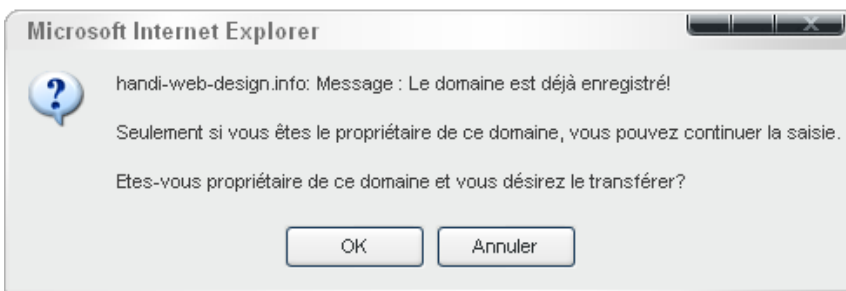 Microsoft Internet Explorer
handi-web-design.info: Message : Le domaine est déjà enregistré!
Seulement si vous êtes le propriétaire de ce domaine, vous pouvez continuer la saisie.
Etes-vous propriétaire de ce domaine et vous désirez le transférer?
OK Annuler